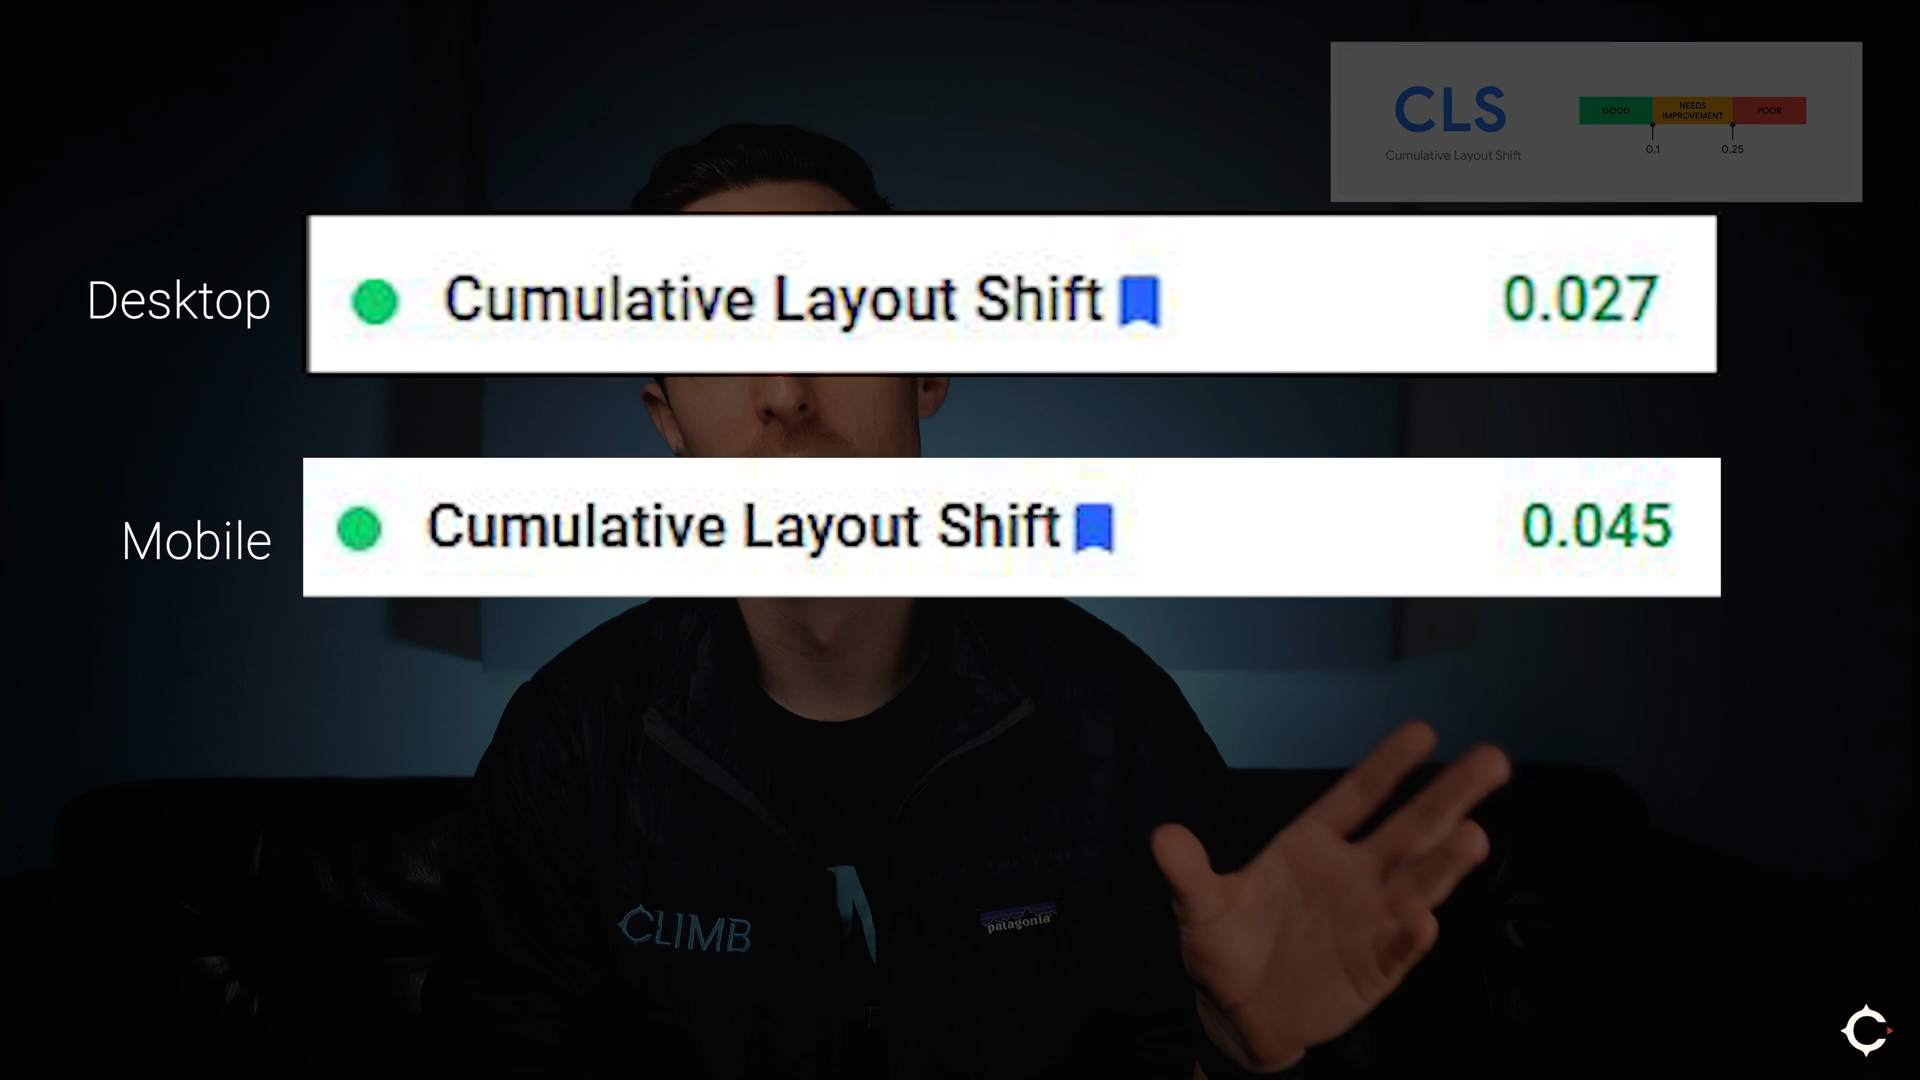 CLS
Cumulative Layout Shift
GOOD
NEEDS
IMPROVEMENT
POOR
0.1
0.25
Desktop
Cumulative Layout Shift
0.027
Mobile
Cumulative Layout Shift
0.045
CLIMB
patagonia